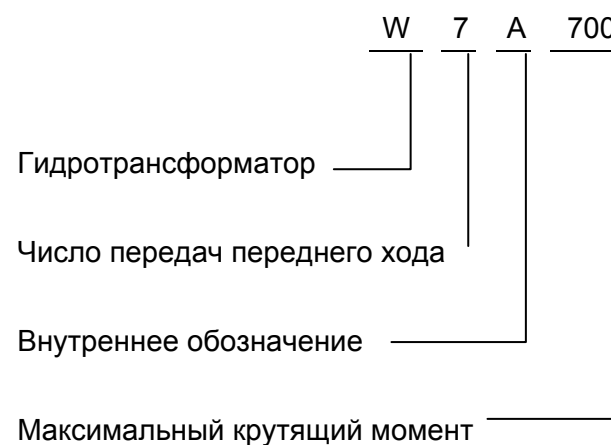 W 7 A 700
Гидротрансформатор
Число передач переднего хода
Внутреннее обозначение
Максимальный крутящий момент